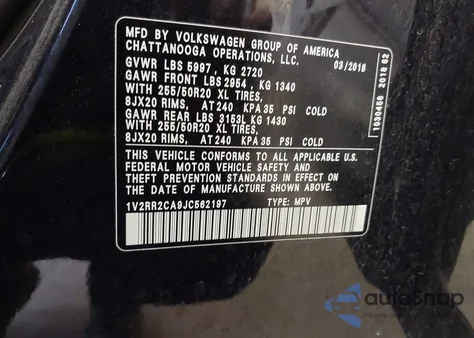 MFD BY VOLKSWAGEN GROUP OF AMERICA
CHATTANOOGA OPERATIONS, LLC.
03/2018
GVWR LBS 5997 , KG 2720
GAWR FRONT LBS 2954 , KG 1340
WITH 255/50R20 XL TIRES,
8JX20 RIMS, AT 240 KPA 35 PSI COLD
GAWR REAR LBS 3153L KG 1430
WITH 255/50R20 XL TIRES,
8JX20 RIMS, AT 240 KPA 35 PSI COLD
THIS VEHICLE CONFORMS TO ALL APPLICABLE U.S.
FEDERAL MOTOR VEHICLE SAFETY AND
THEFT PREVENTION STANDARDS IN EFFECT ON
THE DATE OF MANUFACTURE SHOWN ABOVE.
1V2RR2CA9JC562197 TYPE: MPV
autoSnap